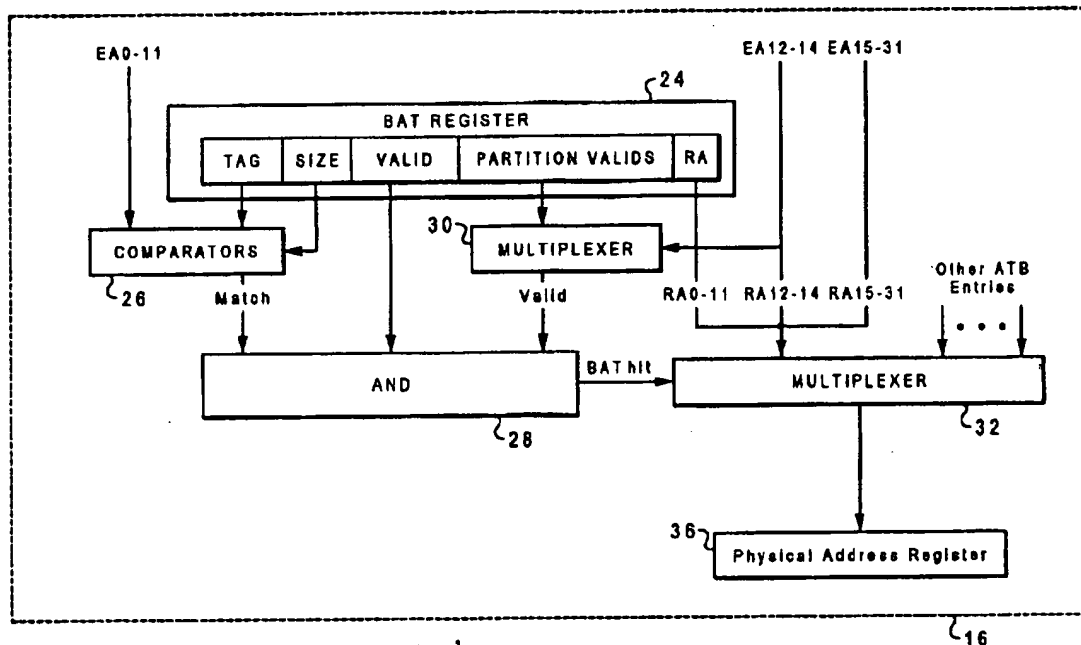 EA0-11
EA12-14 EA15-31
24
BAT REGISTER
TAG SIZE VALID PARTITION VALIDS RA
30
COMPARATORS
MULTIPLEXER
26
Match
Valid
RA0-11 RA12-14 RA15-31
Other ATB
Entries
AND
BAT hit
MULTIPLEXER
28
32
36
Physical Address Register
16